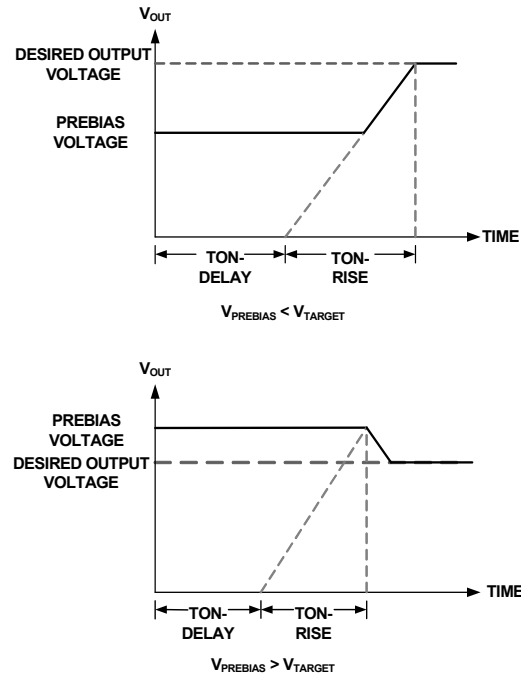 VOUT
DESIRED OUTPUT
VOLTAGE
PREBIAS
VOLTAGE
TIME
TON-
DELAY
TON-
RISE
VPREBIAS < VTARGET
VOUT
PREBIAS
VOLTAGE
DESIRED OUTPUT
VOLTAGE
TIME
TON-
DELAY
TON-
RISE
VPREBIAS > VTARGET